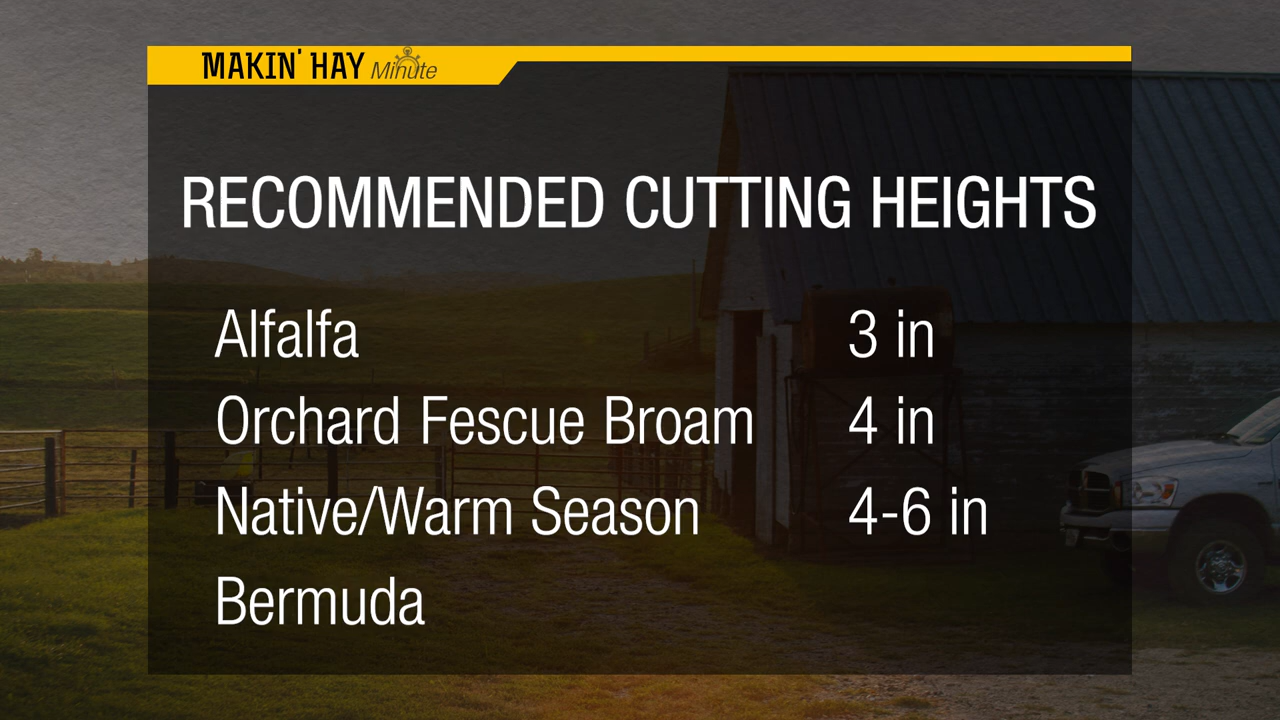 MAKIN' HAY Minute
RECOMMENDED CUTTING HEIGHTS
Alfalfa 3 in
Orchard Fescue Broam 4 in
Native/Warm Season 4-6 in
Bermuda